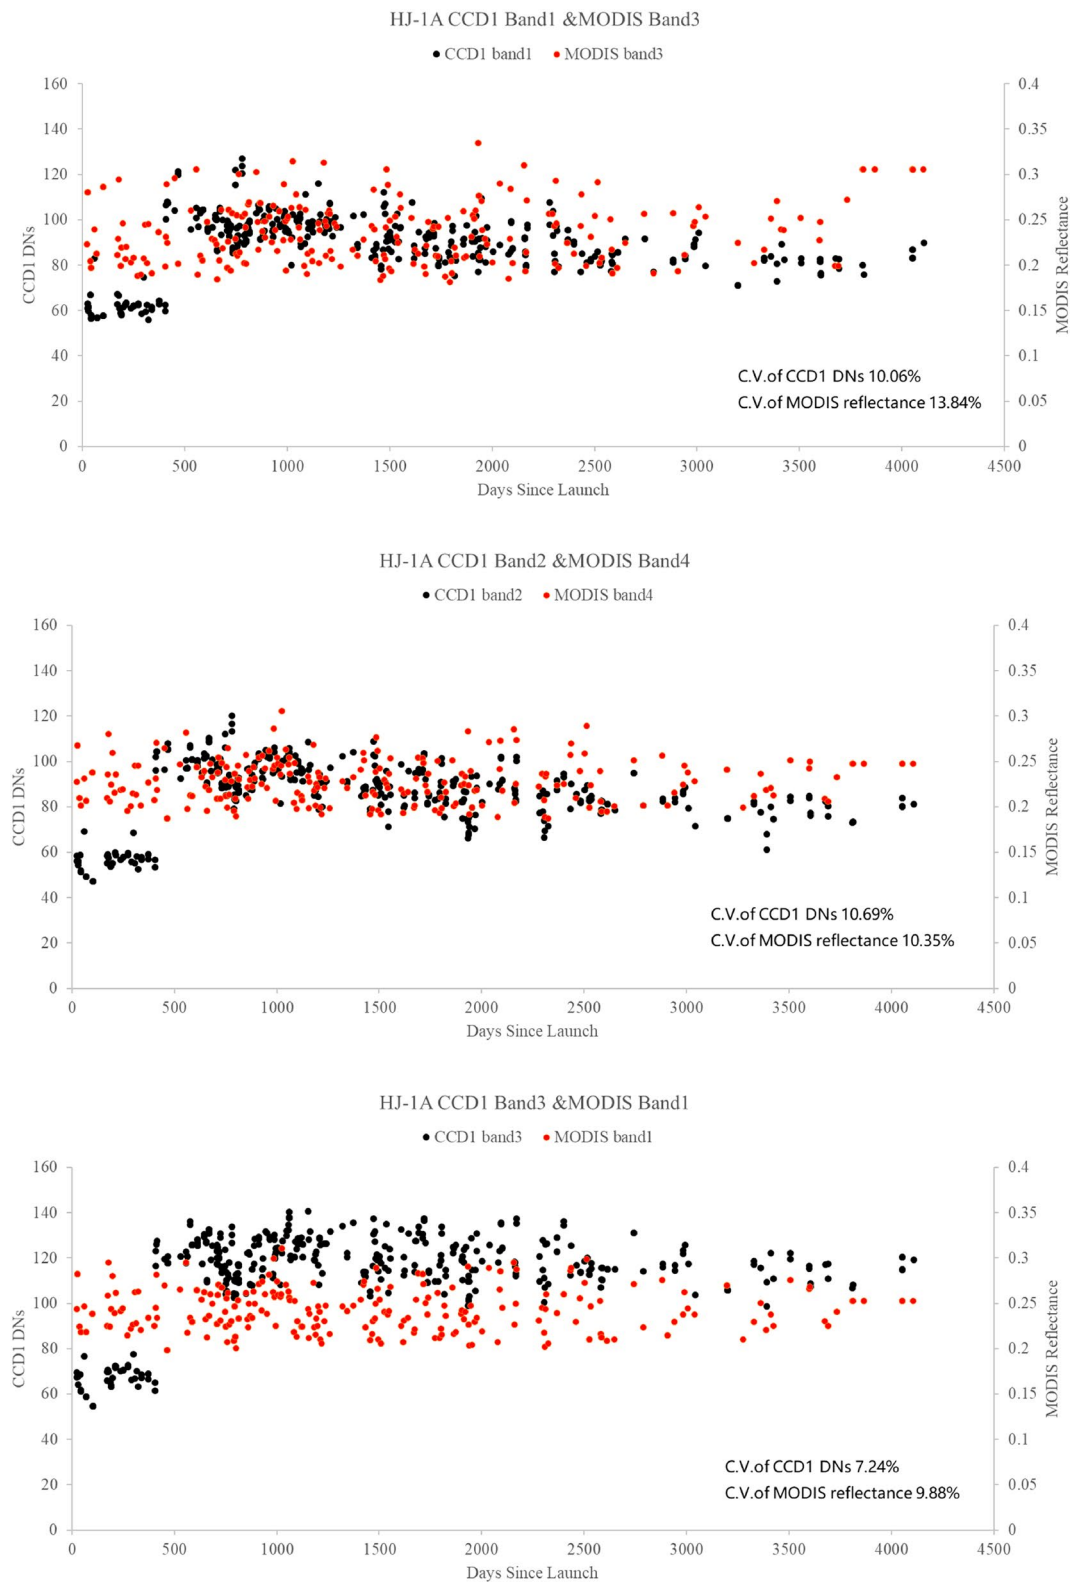 HJ-1A CCD1 Band1 &MODIS Band3
CCD1 band1 MODIS band3
160 0.4
140 0.35
120 0.3
100 0.25
80 0.2
60 0.15
40 0.1
20 0.05
0 0
CCD1 DNs
MODIS Reflectance
C.V.of CCD1 DNs 10.06%
C.V.of MODIS reflectance 13.84%
0 500 1000 1500 2000 2500 3000 3500 4000 4500
Days Since Launch
HJ-1A CCD1 Band2 &MODIS Band4
CCD1 band2 MODIS band4
160 0.4
140 0.35
120 0.3
100 0.25
80 0.2
60 0.15
40 0.1
20 0.05
0 0
CCD1 DNs
MODIS Reflectance
C.V.of CCD1 DNs 10.69%
C.V.of MODIS reflectance 10.35%
0 500 1000 1500 2000 2500 3000 3500 4000 4500
Days Since Launch
HJ-1A CCD1 Band3 &MODIS Band1
CCD1 band3 MODIS band1
160 0.4
140 0.35
120 0.3
100 0.25
80 0.2
60 0.15
40 0.1
20 0.05
0 0
CCD1 DNs
MODIS Reflectance
C.V.of CCD1 DNs 7.24%
C.V.of MODIS reflectance 9.88%
0 500 1000 1500 2000 2500 3000 3500 4000 4500
Days Since Launch